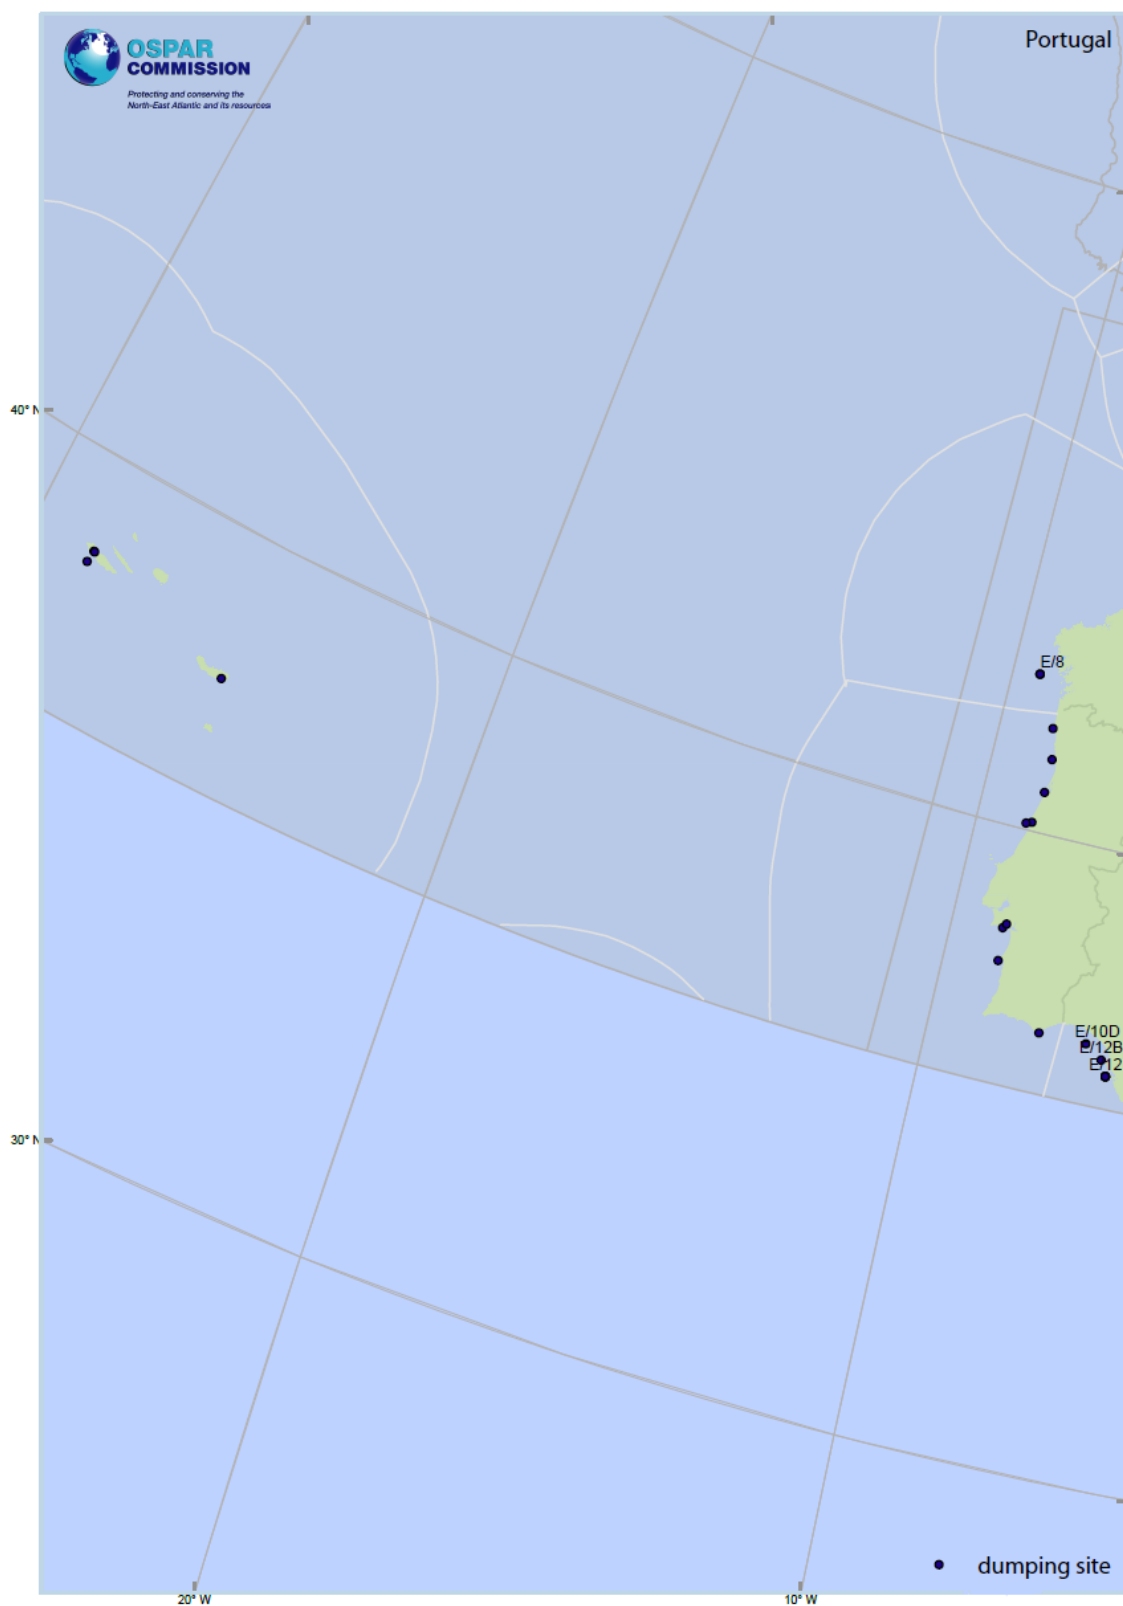 Portugal
OSPAR
COMMISSION
Protecting and conserving the
North-East Atlantic and its resources
40° N
E/8
E/10D
E/12B
E/12
30° N
dumping site
20° W
10° W